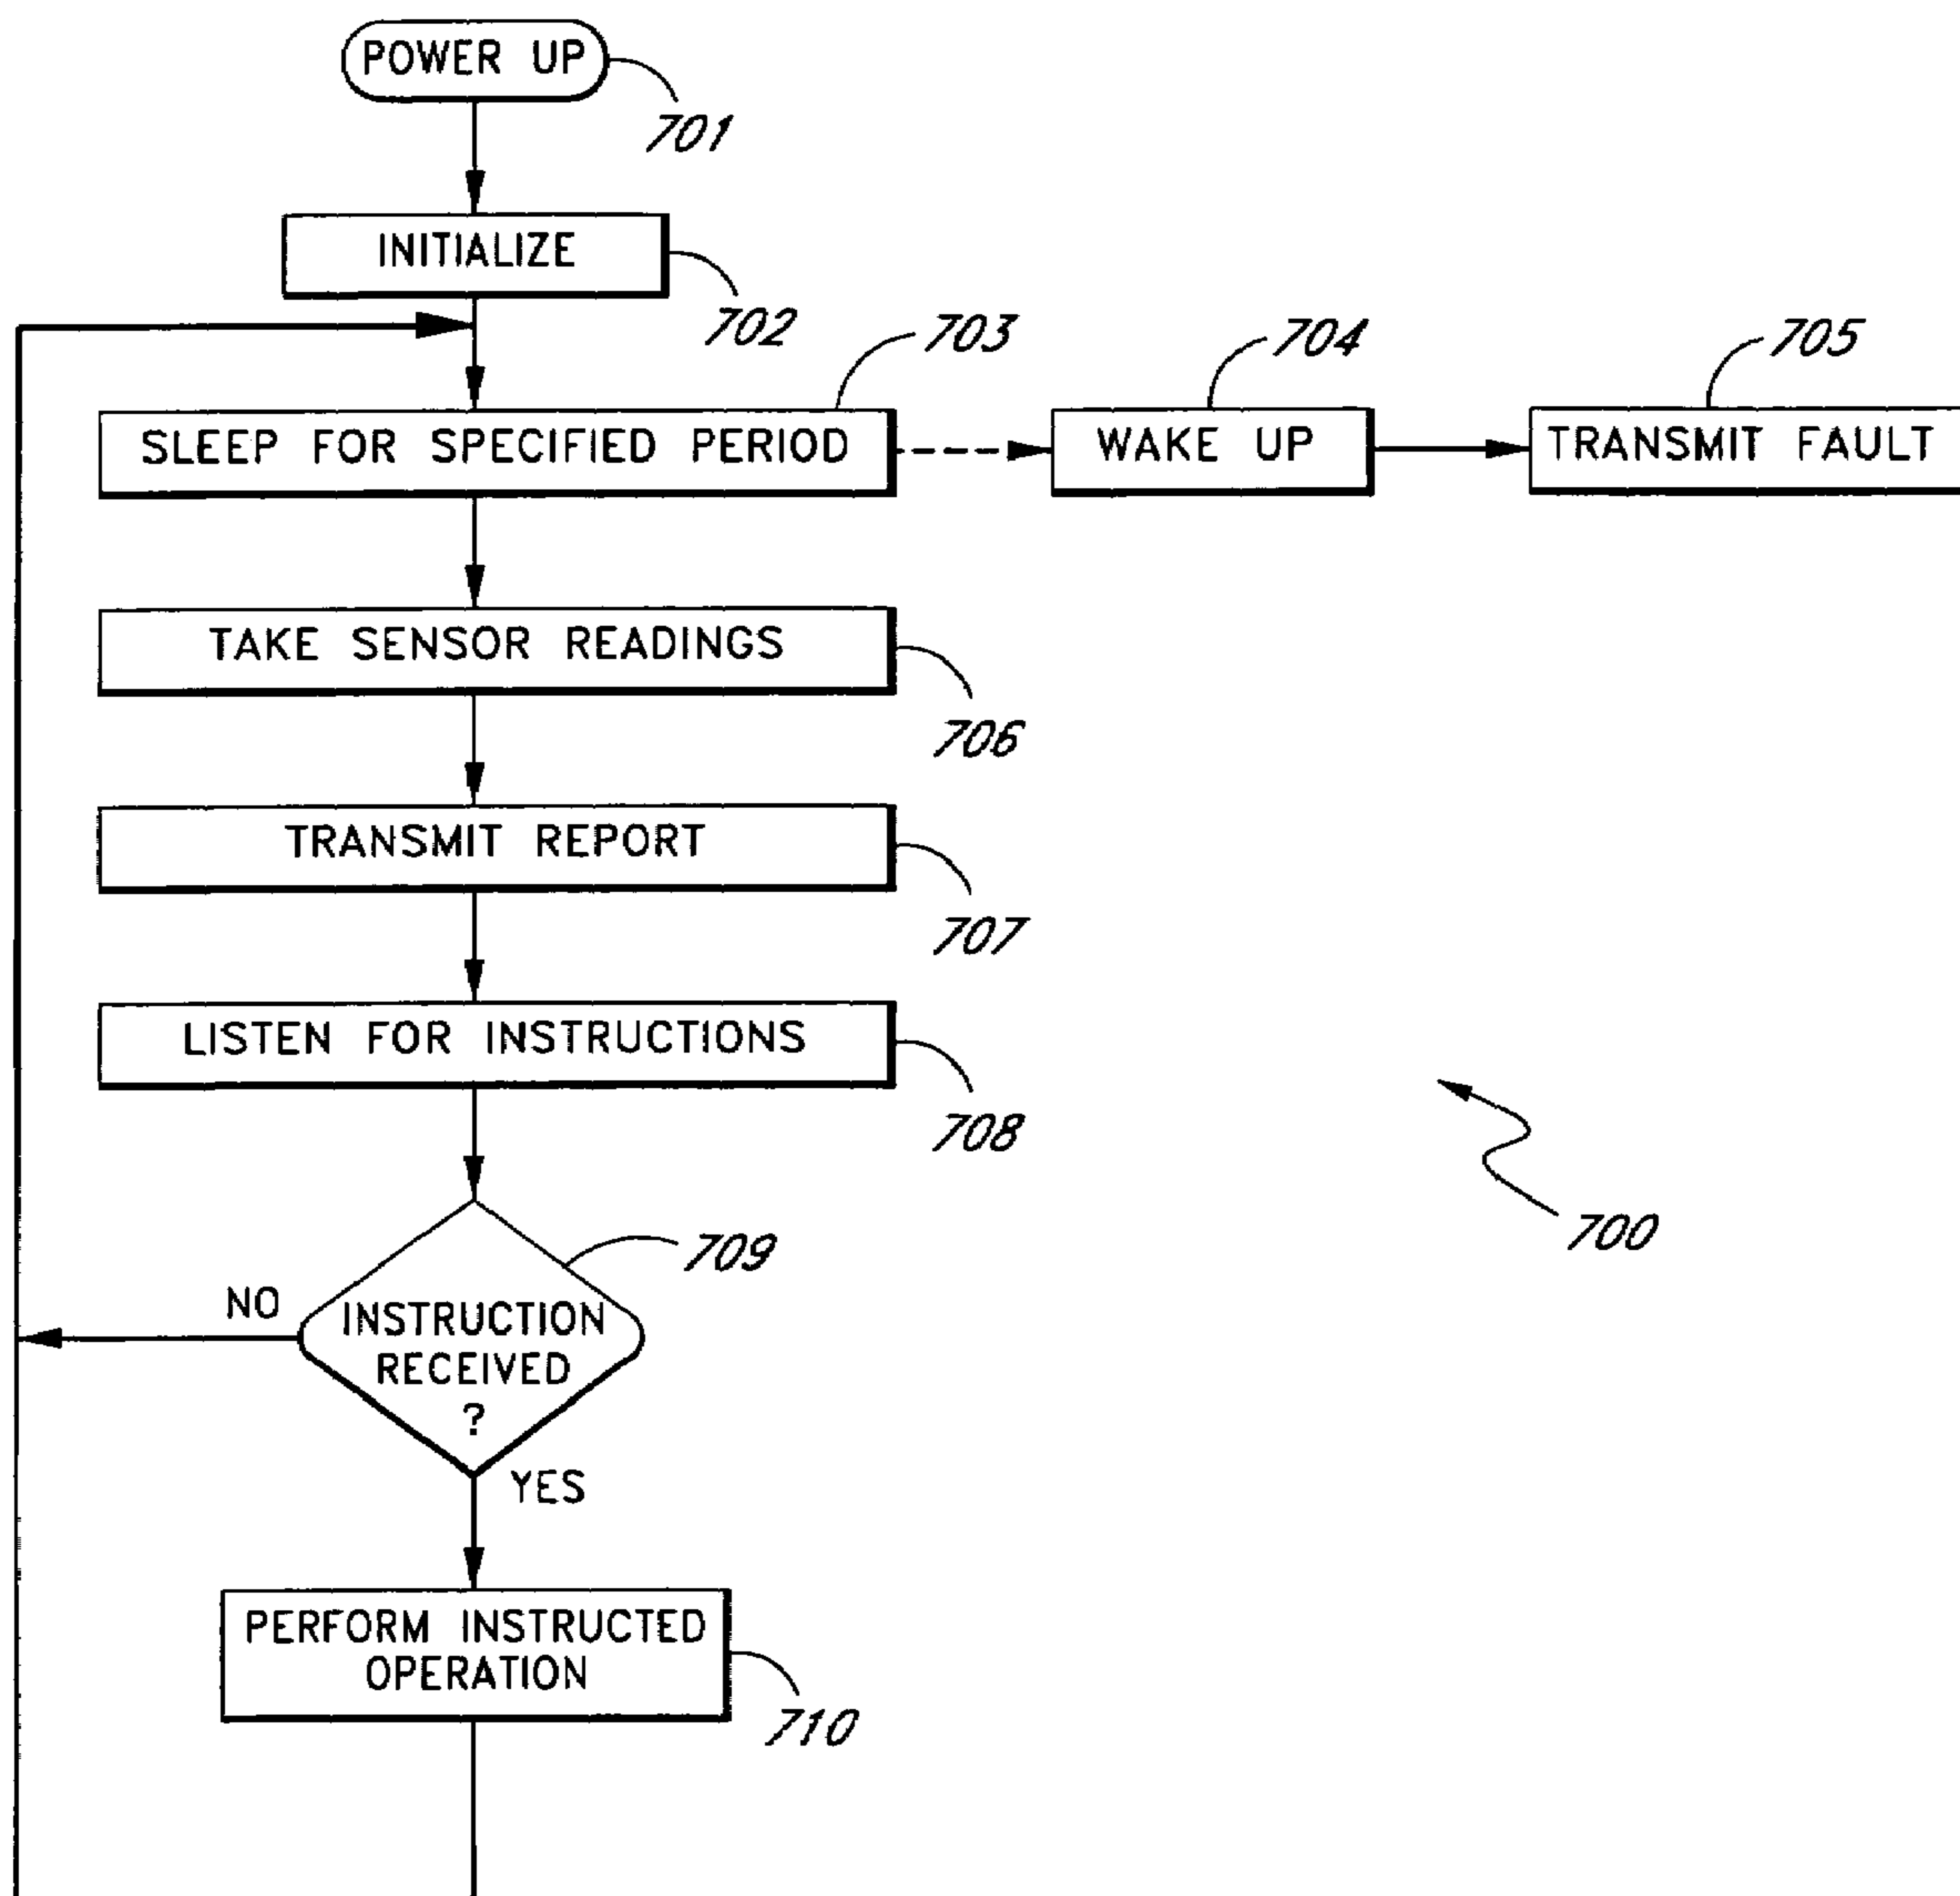 POWER UP
701
INITIALIZE
702
703
704
705
SLEEP FOR SPECIFIED PERIOD
WAKE UP
TRANSMIT FAULT
TAKE SENSOR READINGS
706
TRANSMIT REPORT
707
LISTEN FOR INSTRUCTIONS
708
709
700
NO
INSTRUCTION
RECEIVED
?
YES
PERFORM INSTRUCTED
OPERATION
710